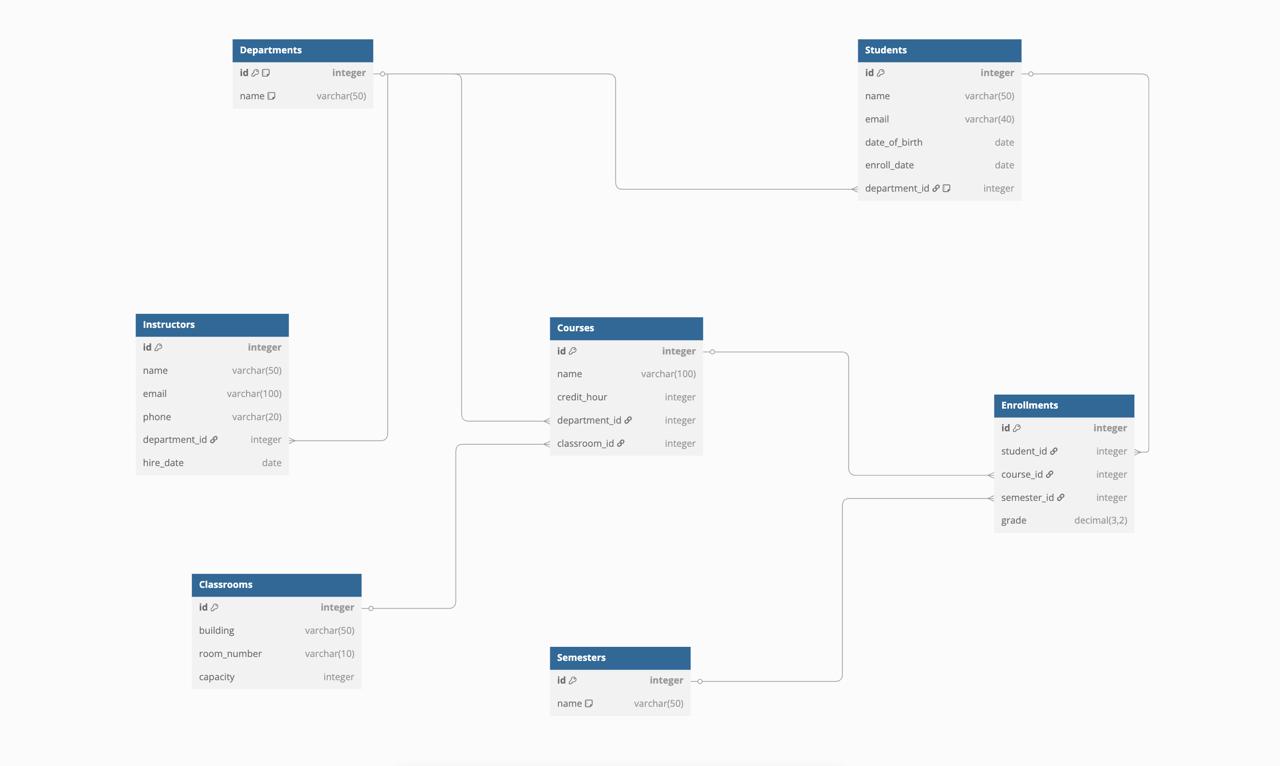 Departments
id integer
name varchar(50)
Students
id integer
name varchar(50)
email varchar(40)
date_of_birth date
enroll_date date
department_id integer
Instructors
id integer
name varchar(50)
email varchar(100)
phone varchar(20)
department_id integer
hire_date date
Courses
id integer
name varchar(100)
credit_hour integer
department_id integer
classroom_id integer
Enrollments
id integer
student_id integer
course_id integer
semester_id integer
grade decimal(3,2)
Classrooms
id integer
building varchar(50)
room_number varchar(10)
capacity integer
Semesters
id integer
name varchar(50)